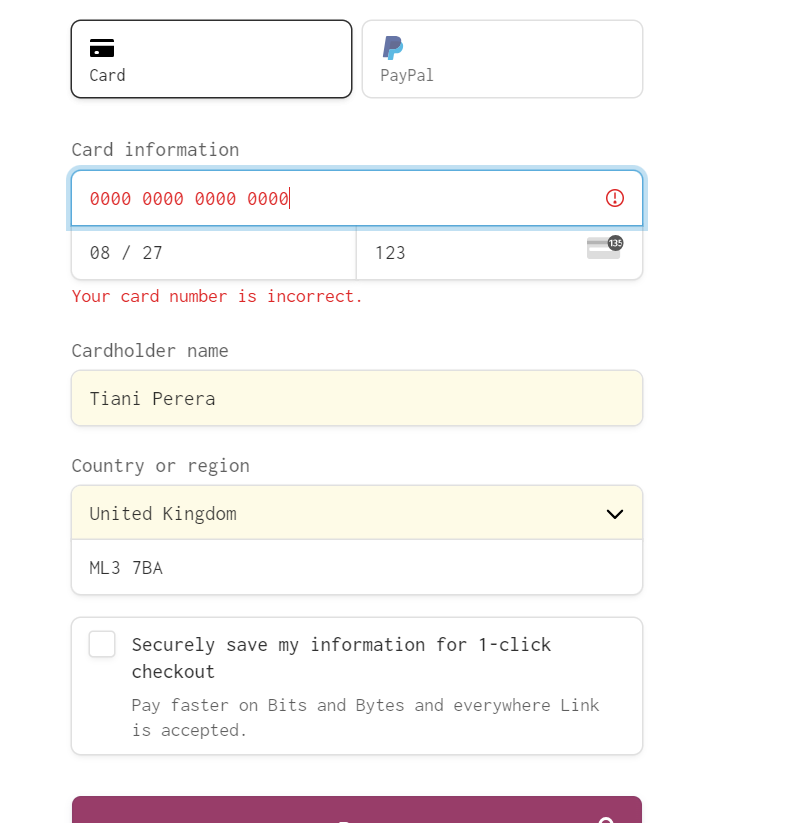 Card
PayPal
Card information
0000 0000 0000 0000
08 / 27
123
135
Your card number is incorrect.
Cardholder name
Tiani Perera
Country or region
United Kingdom
ML3 7BA
Securely save my information for 1-click
checkout
Pay faster on Bits and Bytes and everywhere Link
is accepted.